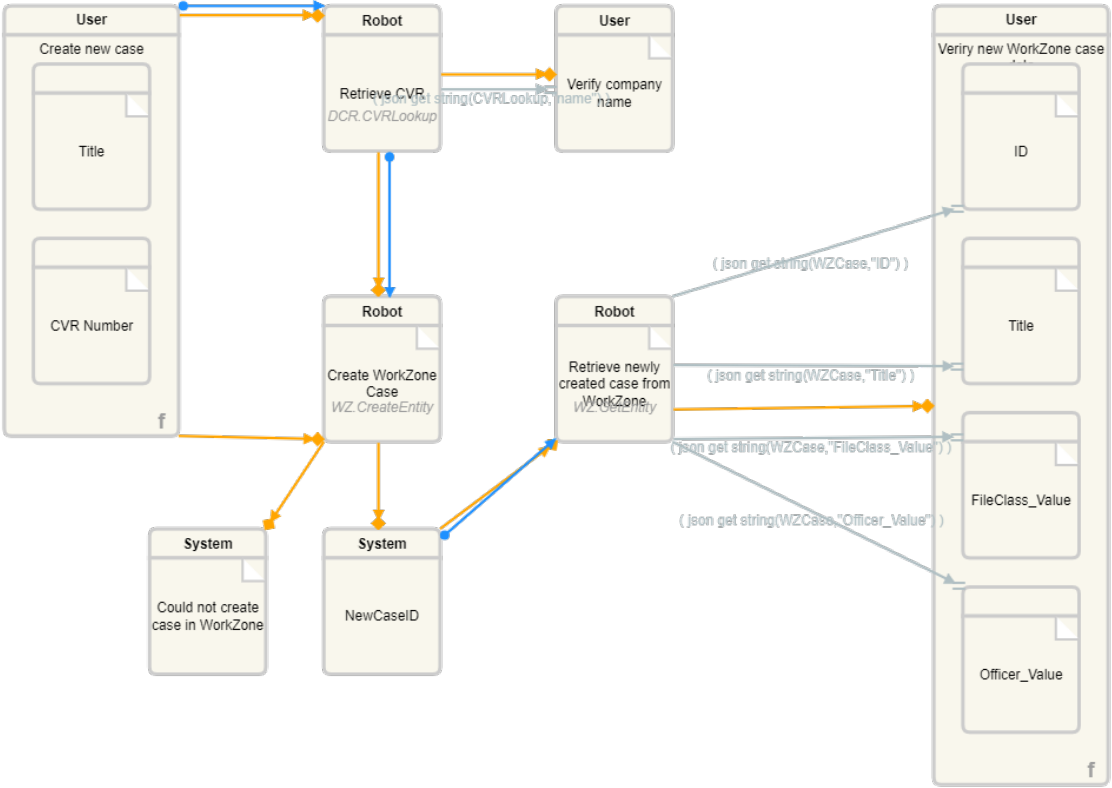 User
Create new case
Title
CVR Number
f
Robot
Retrieve CVR
DCR.CVRLookup
( json get string(CVRLookup,"name") )
User
Verify company
name
Robot
Create WorkZone
Case
WZ.CreateEntity
Robot
Retrieve newly
created case from
WorkZone
WZ.GetEntity
System
Could not create
case in WorkZone
System
NewCaseID
( json get string(WZCase,"ID") )
( json get string(WZCase,"Title") )
( json get string(WZCase,"FileClass_Value") )
( json get string(WZCase,"Officer_Value") )
User
Veriry new WorkZone case
ID
Title
FileClass_Value
Officer_Value
f